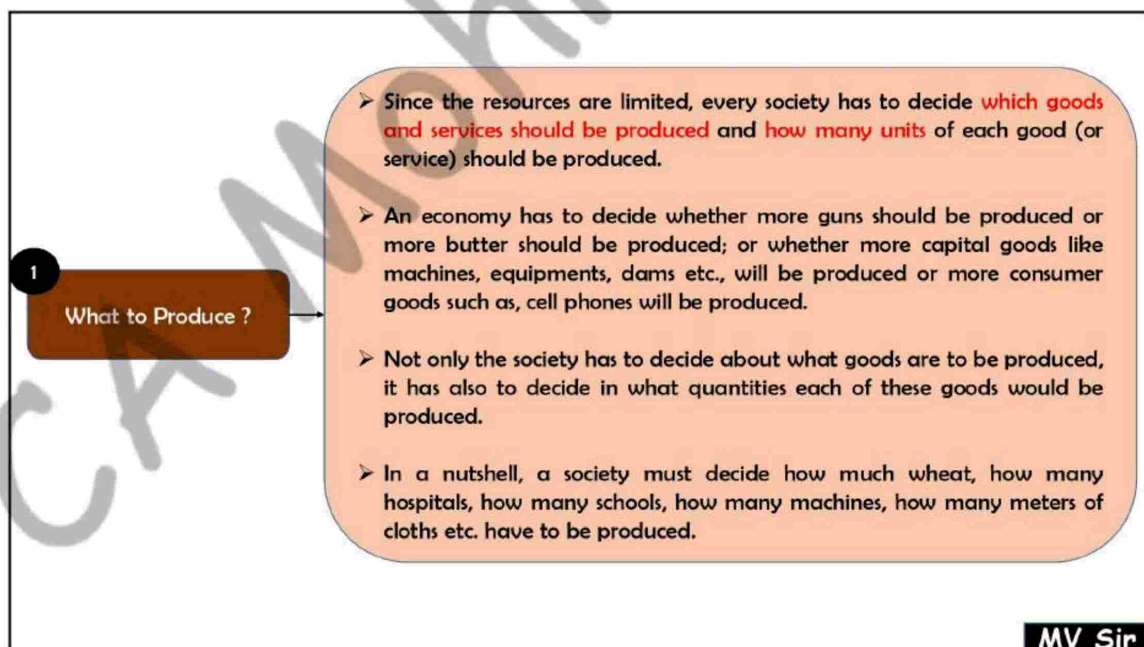 ➢ Since the resources are limited, every society has to decide which goods
and services should be produced and how many units of each good (or
service) should be produced.
➢ An economy has to decide whether more guns should be produced or
more butter should be produced; or whether more capital goods like
machines, equipments, dams etc., will be produced or more consumer
goods such as, cell phones will be produced.
1
What to Produce ?
➢ Not only the society has to decide about what goods are to be produced,
it has also to decide in what quantities each of these goods would be
produced.
➢ In a nutshell, a society must decide how much wheat, how many
hospitals, how many schools, how many machines, how many meters of
cloths etc. have to be produced.
CA Moh
MV Sir